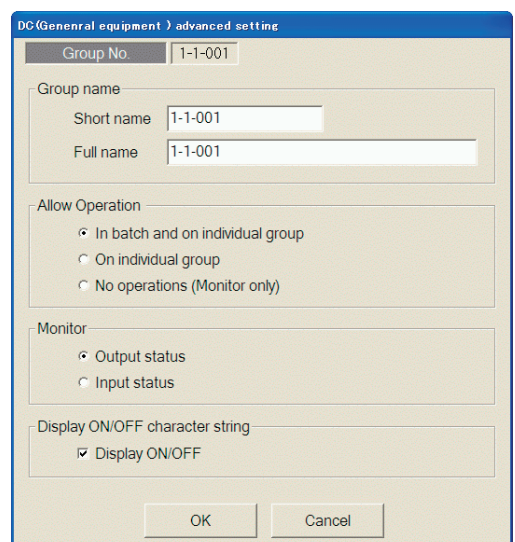 DC(Genenral equipment ) advanced setting
Group No. 1-1-001
Group name
Short name 1-1-001
Full name 1-1-001
Allow Operation
In batch and on individual group
On individual group
No operations (Monitor only)
Monitor
Output status
Input status
Display ON/OFF character string
Display ON/OFF
OK Cancel